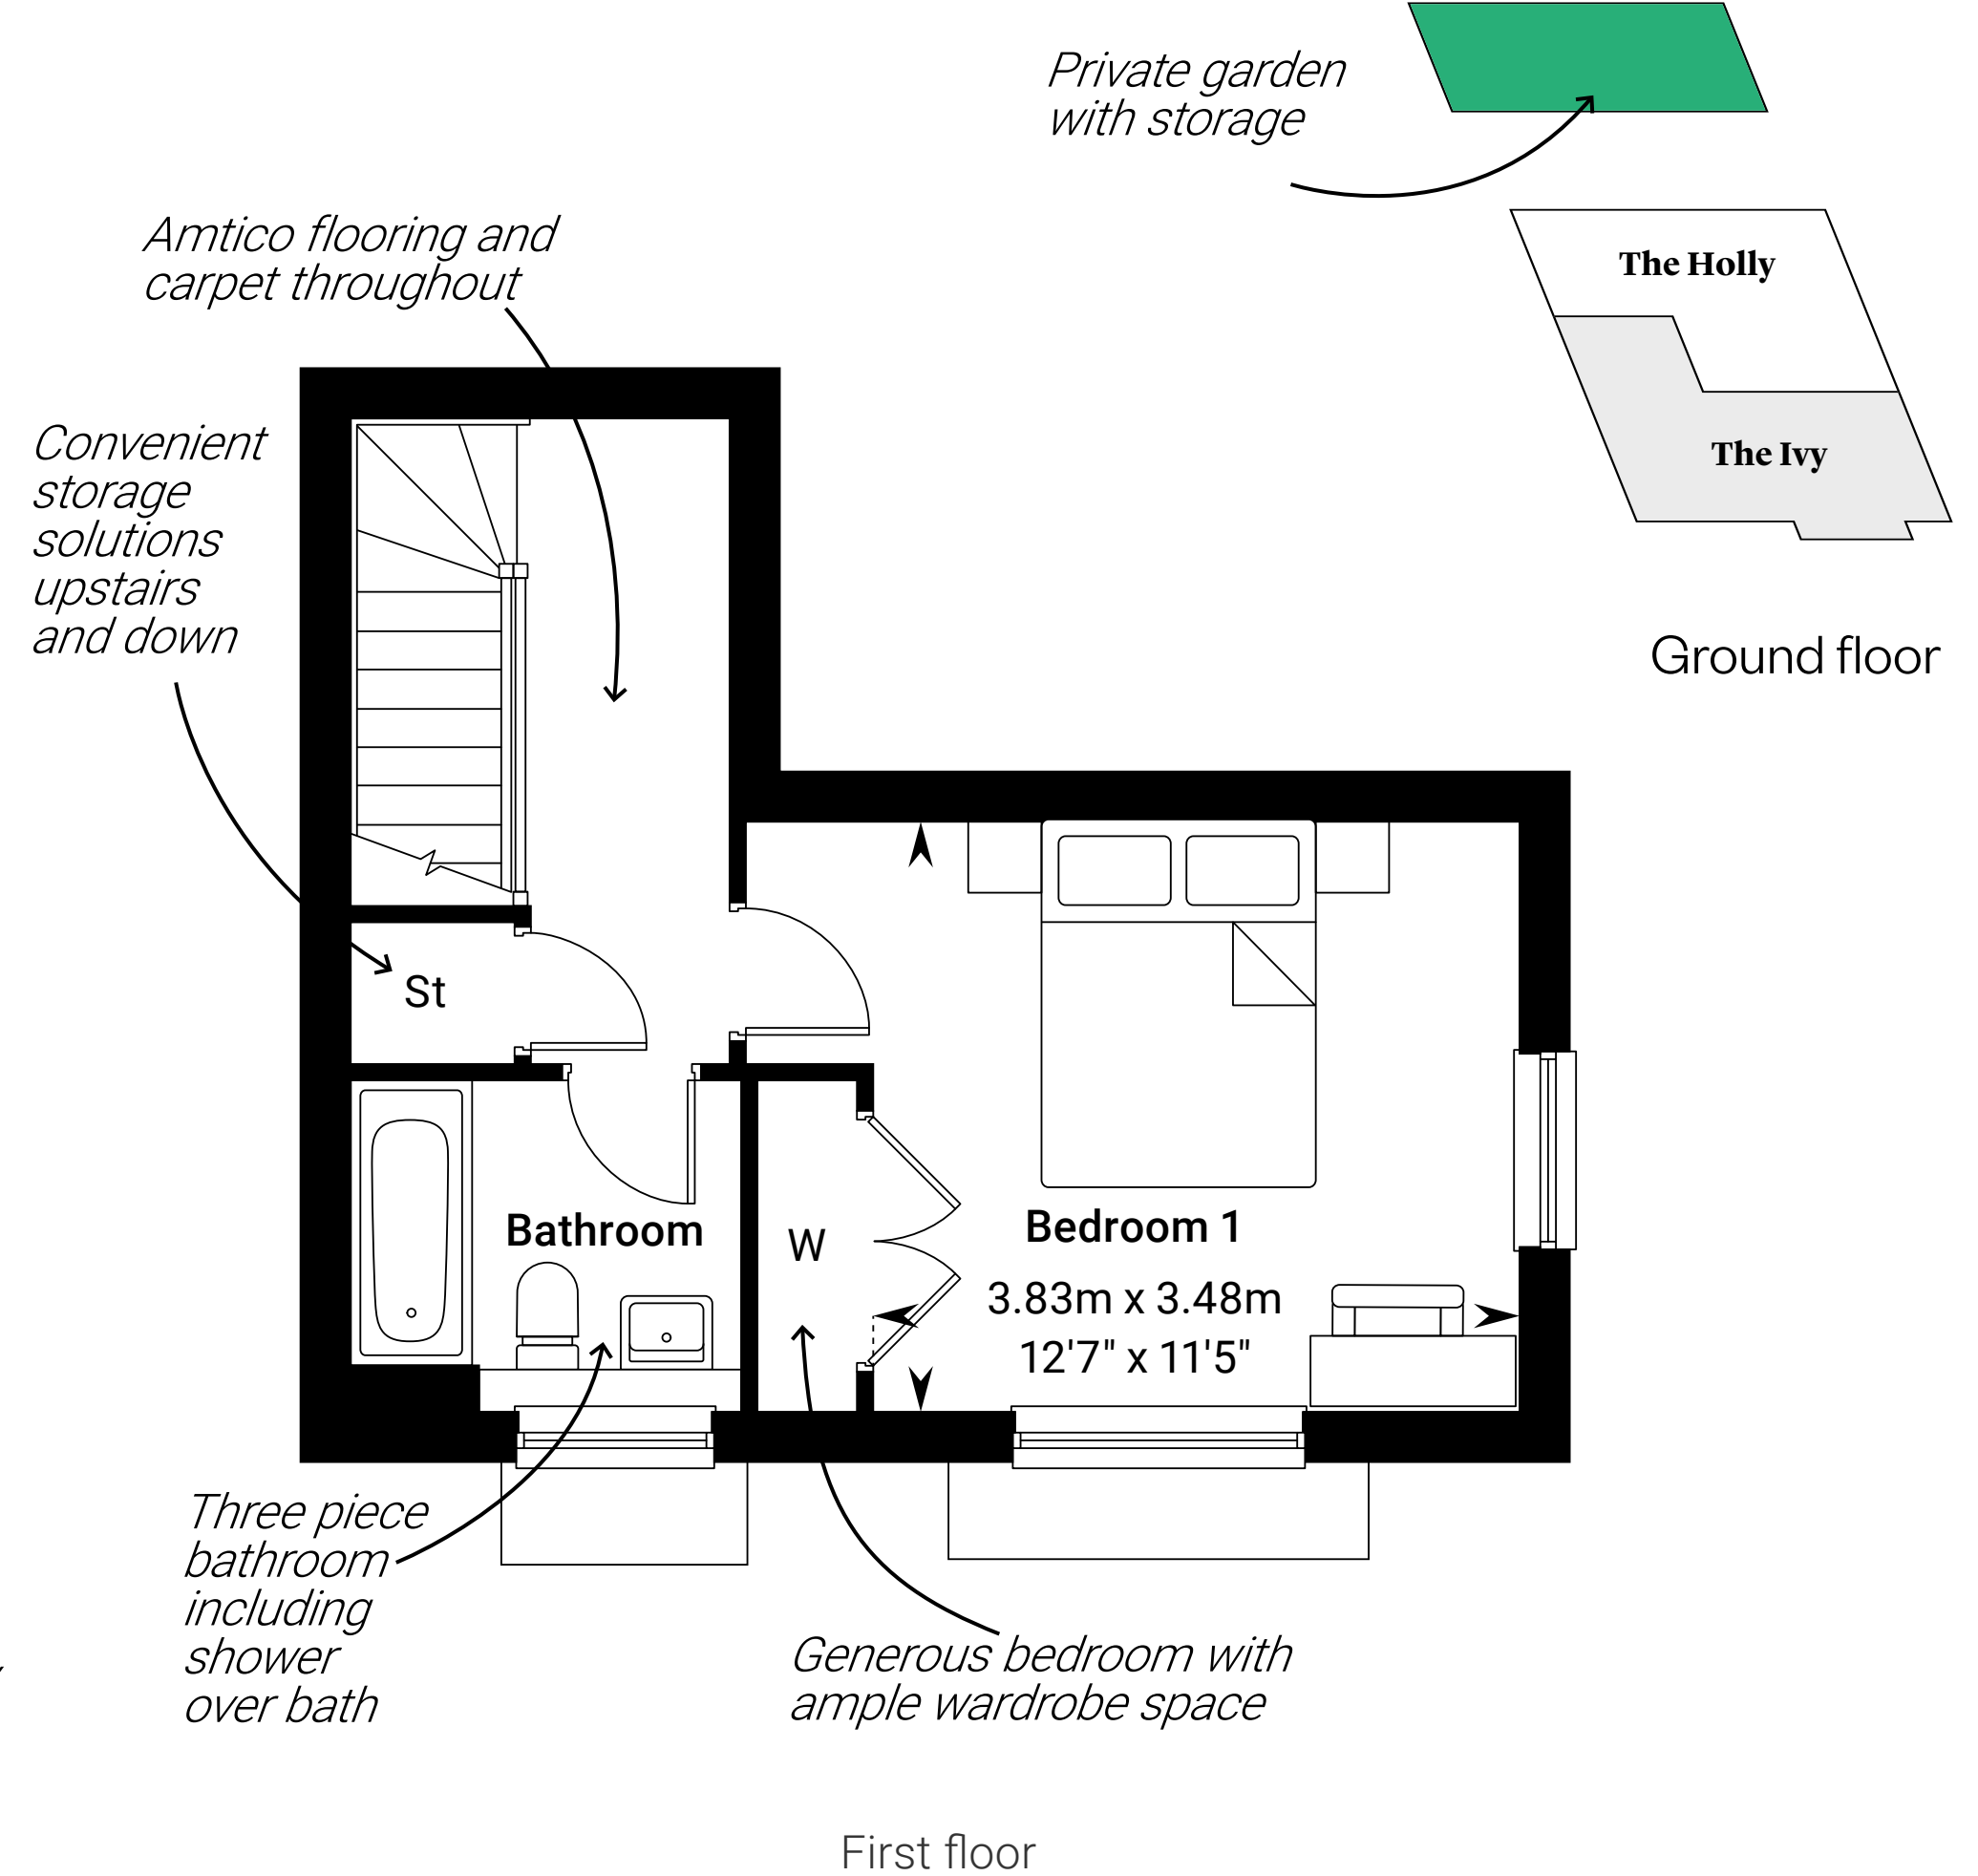 Private garden
with storage
The Holly
The Ivy
Ground floor
Amtico flooring and
carpet throughout
Convenient
storage
solutions
upstairs
and down
St
Bathroom
W
Bedroom 1
3.83m x 3.48m
12'7" x 11'5"
Three piece
bathroom
including
shower
over bath
Generous bedroom with
ample wardrobe space
First floor